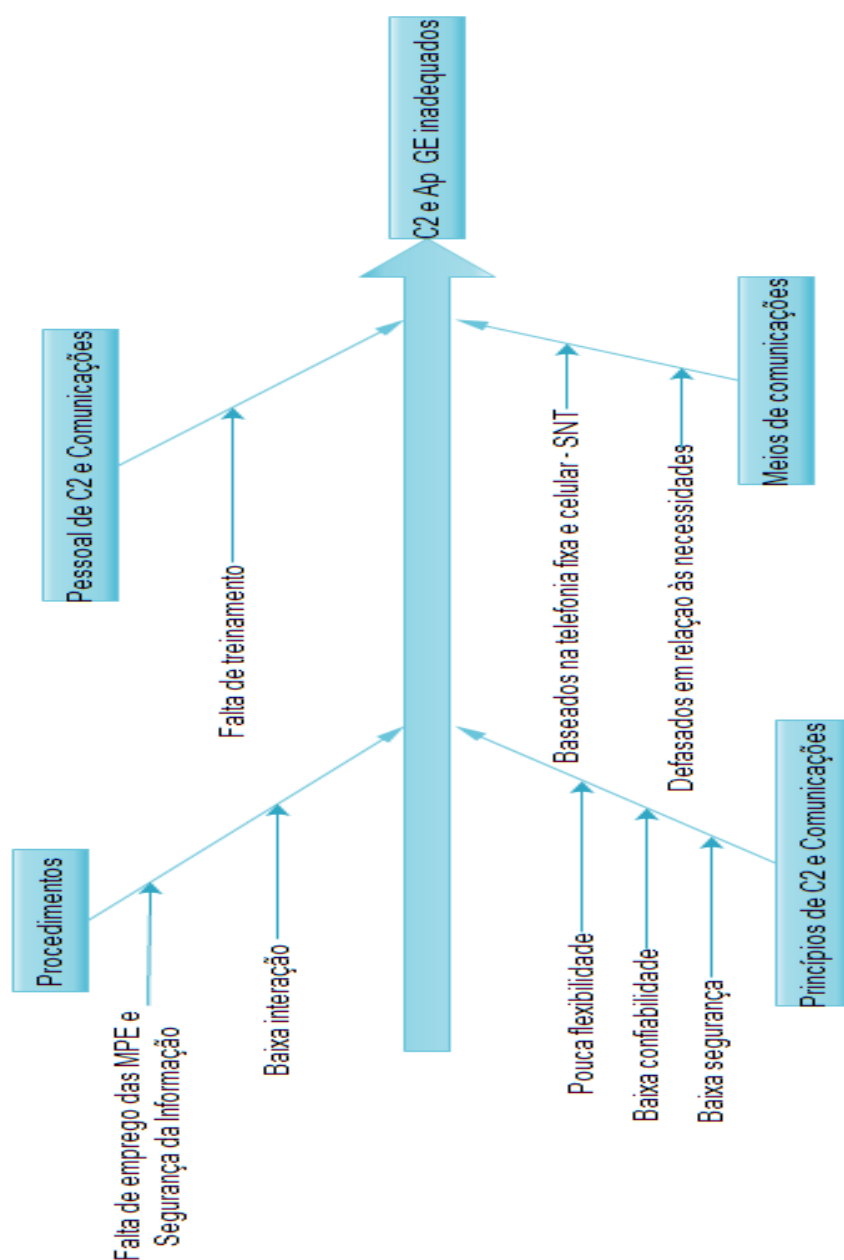 Procedimentos
Falta de emprego das MPE e
Segurança da Informação
Baixa interação
Pessoal de C2 e Comunicações
Falta de treinamento
C2 e Ap GE inadequados
Pouca flexibilidade
Baixa confiabilidade
Baixa segurança
Princípios de C2 e Comunicações
Baseados na telefonia fixa e celular - SNT
Defasados em relaçao às necessidades
Meios de comunicações